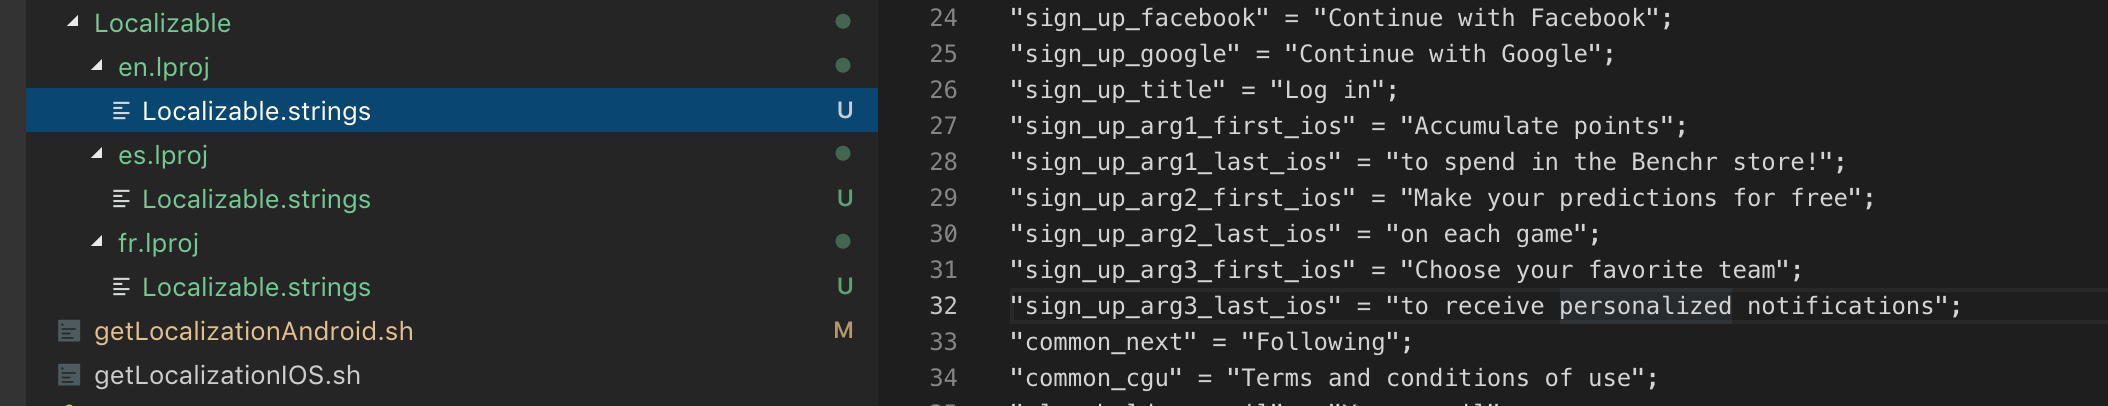 Localizable
en.lproj
Localizable.strings U
es.lproj
Localizable.strings U
fr.lproj
Localizable.strings U
getLocalizationAndroid.sh M
getLocalizationIOS.sh
24 "sign_up_facebook" = "Continue with Facebook";
25 "sign_up_google" = "Continue with Google";
26 "sign_up_title" = "Log in";
27 "sign_up_arg1_first_ios" = "Accumulate points";
28 "sign_up_arg1_last_ios" = "to spend in the Benchr store!";
29 "sign_up_arg2_first_ios" = "Make your predictions for free";
30 "sign_up_arg2_last_ios" = "on each game";
31 "sign_up_arg3_first_ios" = "Choose your favorite team";
32 "sign_up_arg3_last_ios" = "to receive personalized notifications";
33 "common_next" = "Following";
34 "common_cgu" = "Terms and conditions of use";